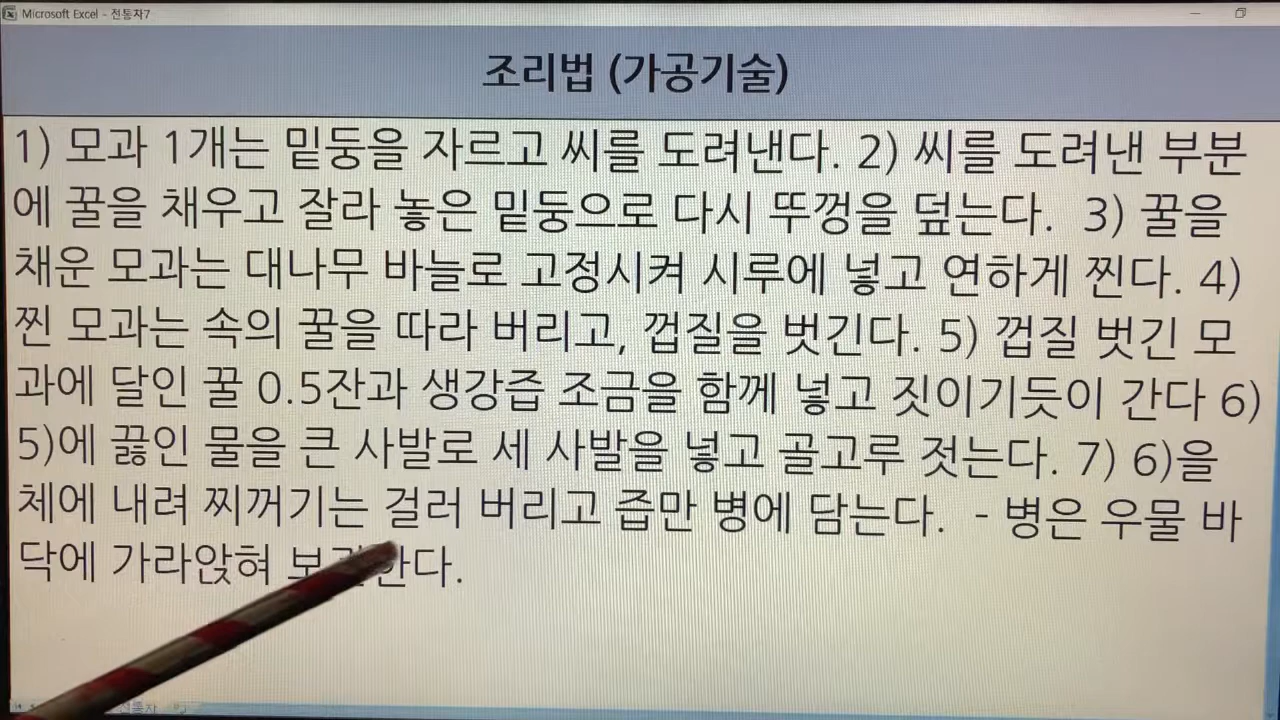 Microsoft Excel - 전통자7
조리법 (가공기술)
1) 모과 1개는 밑둥을 자르고 씨를 도려낸다. 2) 씨를 도려낸 부분
에 꿀을 채우고 잘라 놓은 밑둥으로 다시 뚜껑을 덮는다. 3) 꿀을
채운 모과는 대나무 바늘로 고정시켜 시루에 넣고 연하게 찐다. 4)
찐 모과는 속의 꿀을 따라 버리고, 껍질을 벗긴다. 5) 껍질 벗긴 모
과에 달인 꿀 0.5잔과 생강즙 조금을 함께 넣고 짓이기듯이 간다 6)
5)에 끓인 물을 큰 사발로 세 사발을 넣고 골고루 젓는다. 7) 6)을
체에 내려 찌꺼기는 걸러 버리고 즙만 병에 담는다. - 병은 우물 바
닥에 가라앉혀
전통자